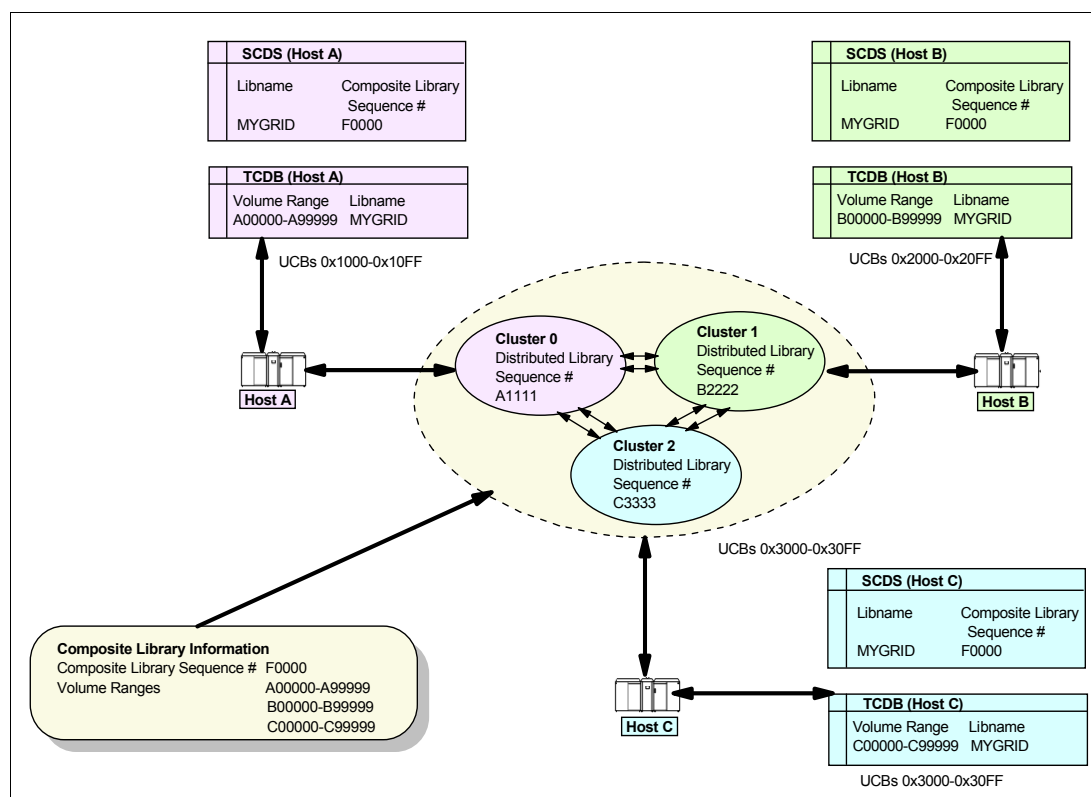 SCDS (Host A)
Libname Composite Library
Sequence #
MYGRID F0000
TCDB (Host A)
Volume Range Libname
A00000-A99999 MYGRID
UCBs 0x1000-0x10FF
SCDS (Host B)
Libname Composite Library
Sequence #
MYGRID F0000
TCDB (Host B)
Volume Range Libname
B00000-B99999 MYGRID
UCBs 0x2000-0x20FF
Cluster 0
Distributed Library
Sequence #
A1111
Cluster 1
Distributed Library
Sequence #
B2222
Host A
Host B
Cluster 2
Distributed Library
Sequence #
C3333
UCBs 0x3000-0x30FF
SCDS (Host C)
Libname Composite Library
Sequence #
MYGRID F0000
Composite Library Information
Composite Library Sequence # F0000
Volume Ranges A00000-A99999
B00000-B99999
C00000-C99999
Host C
TCDB (Host C)
Volume Range Libname
C00000-C99999 MYGRID
UCBs 0x3000-0x30FF